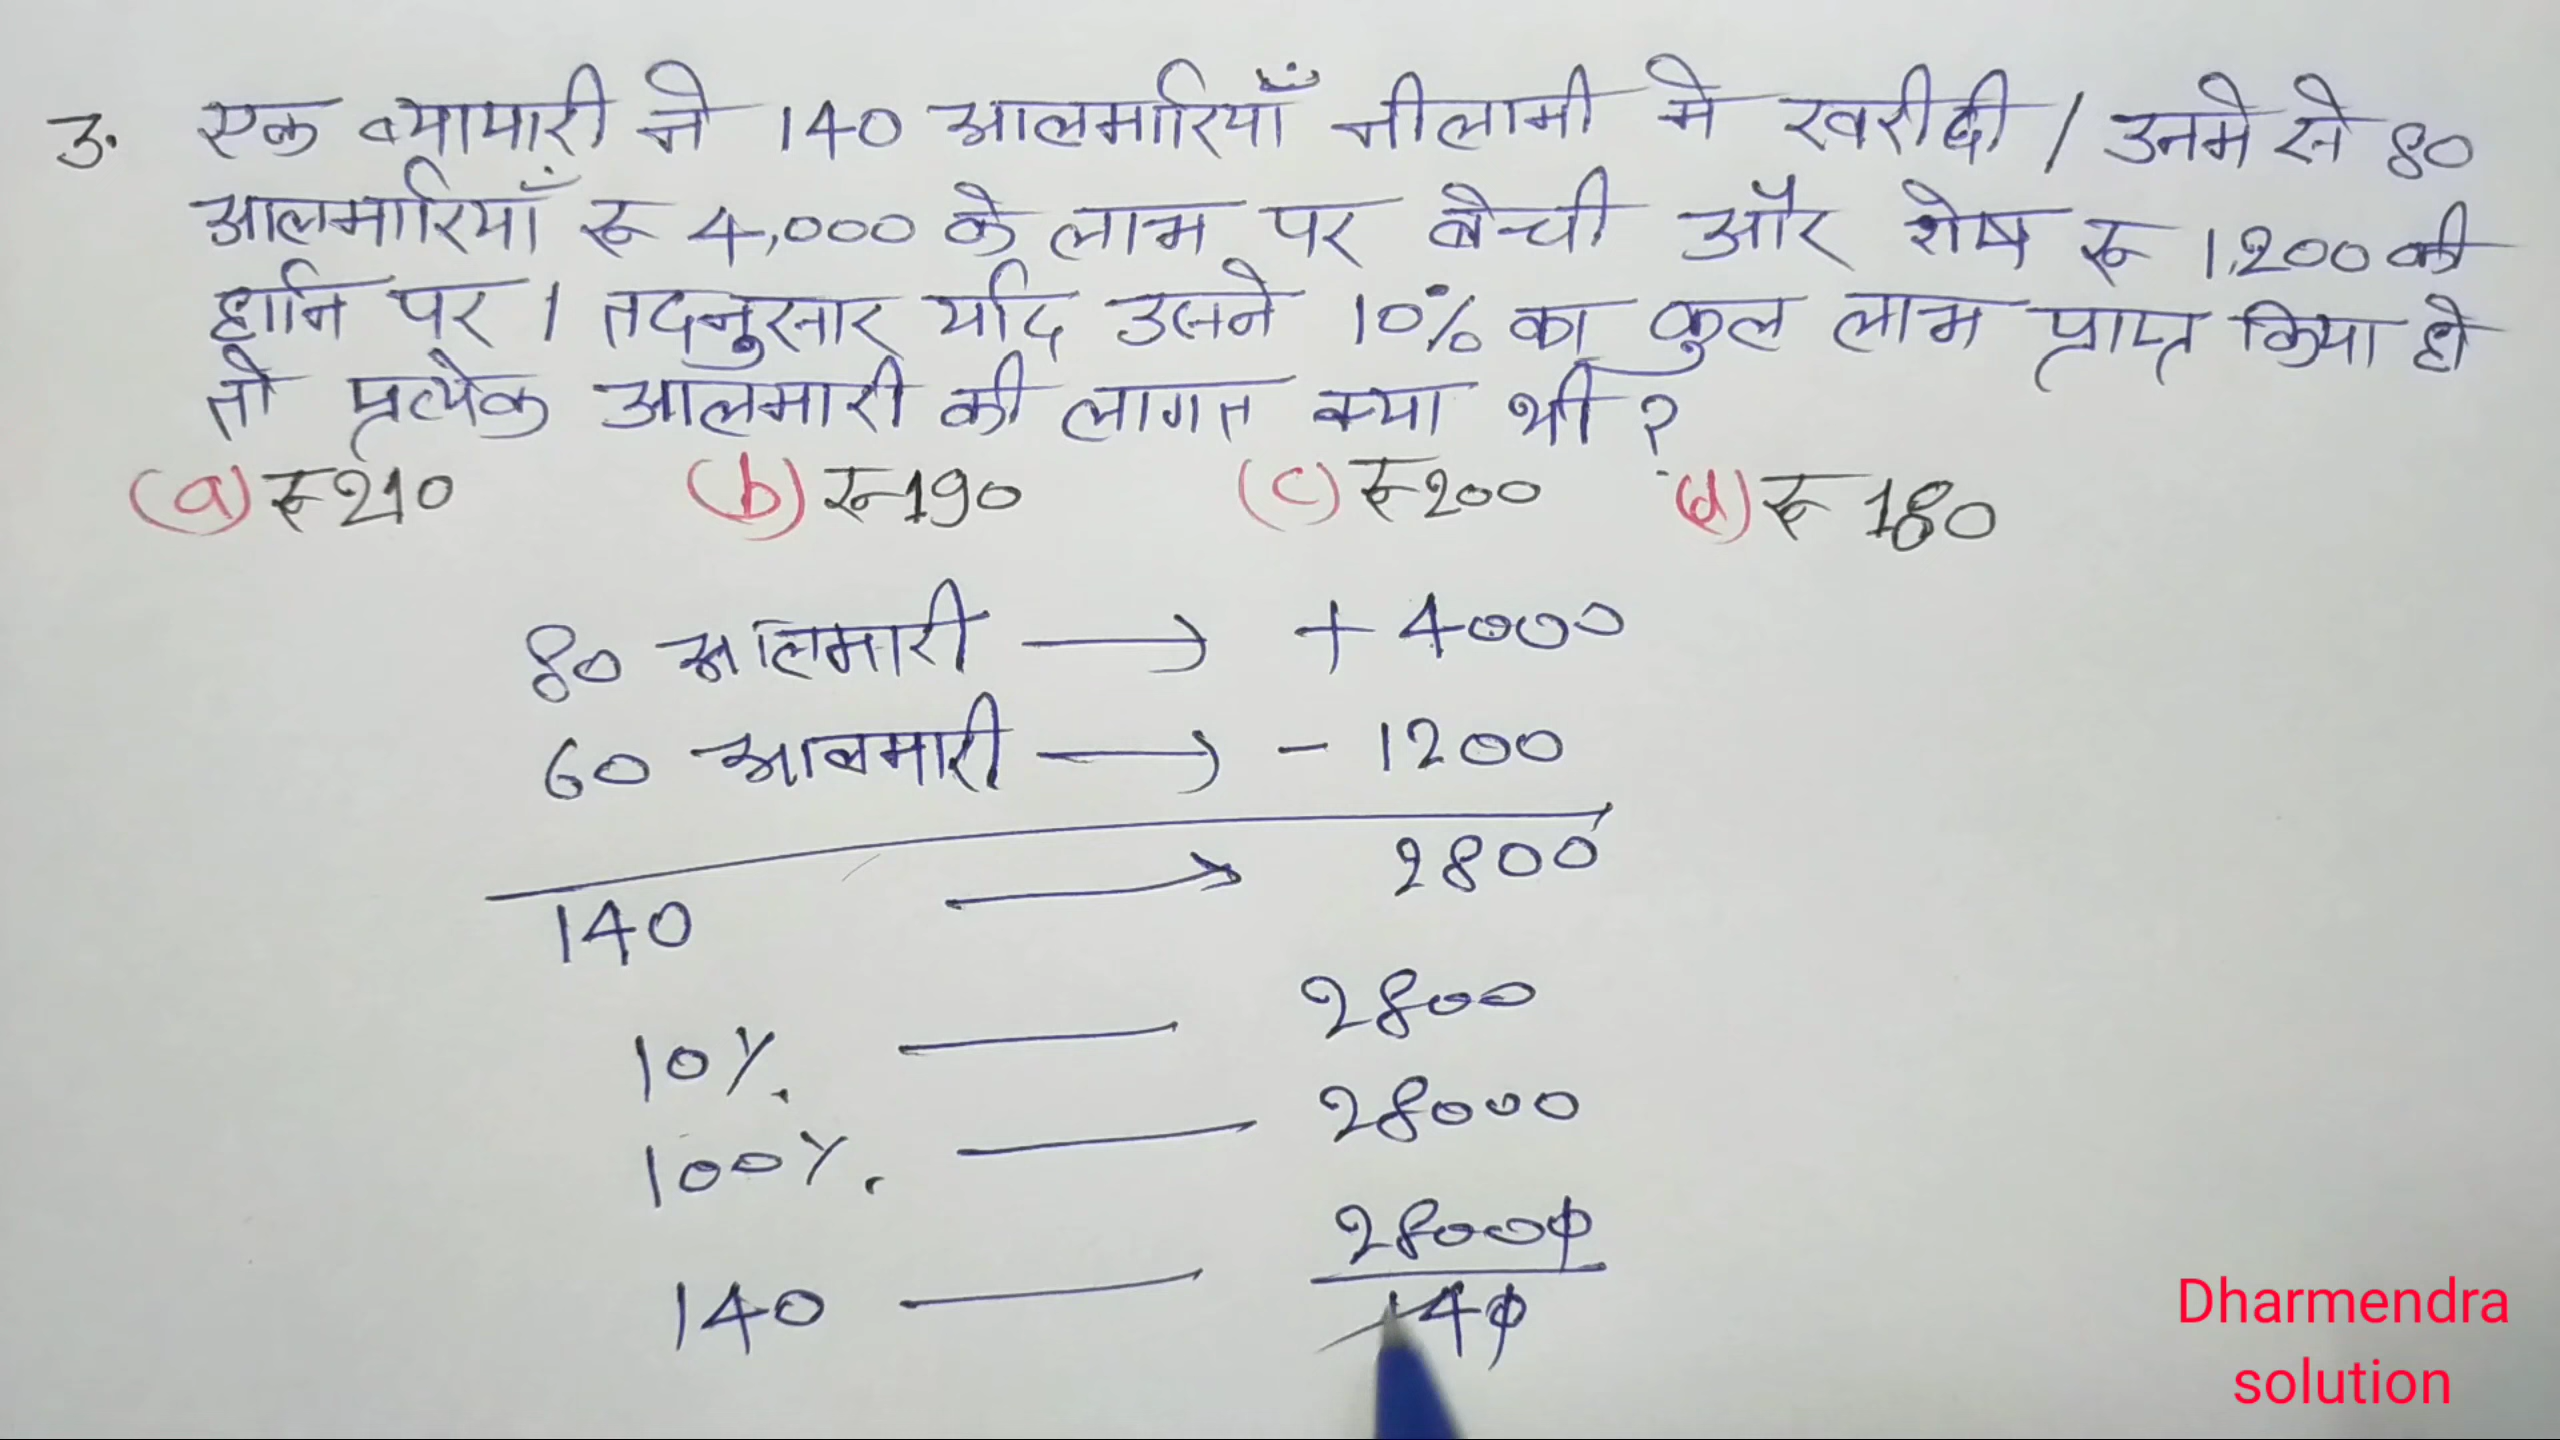 3. एक व्यापारी ने 140 आलमारियाँ नीलामी मे खरीदी / उनमे से 80
आलमारियाँ रू 4,000 के लाभ पर बेची और शेष रू 1,200 की
हानि पर । तदनुसार यदि उसने 10% का कुल लाभ प्राप्त किया हो
तो प्रत्येक आलमारी की लागत क्या थी ?
(a) रू 210 (b) रू 190 (c) रू 200 (d) रू 180
80 आलमारी → + 4000
60 आलमारी → - 1200
140 → 2800
10% — 2800
100% — 28000
140 — 28000
140
Dharmendra
solution